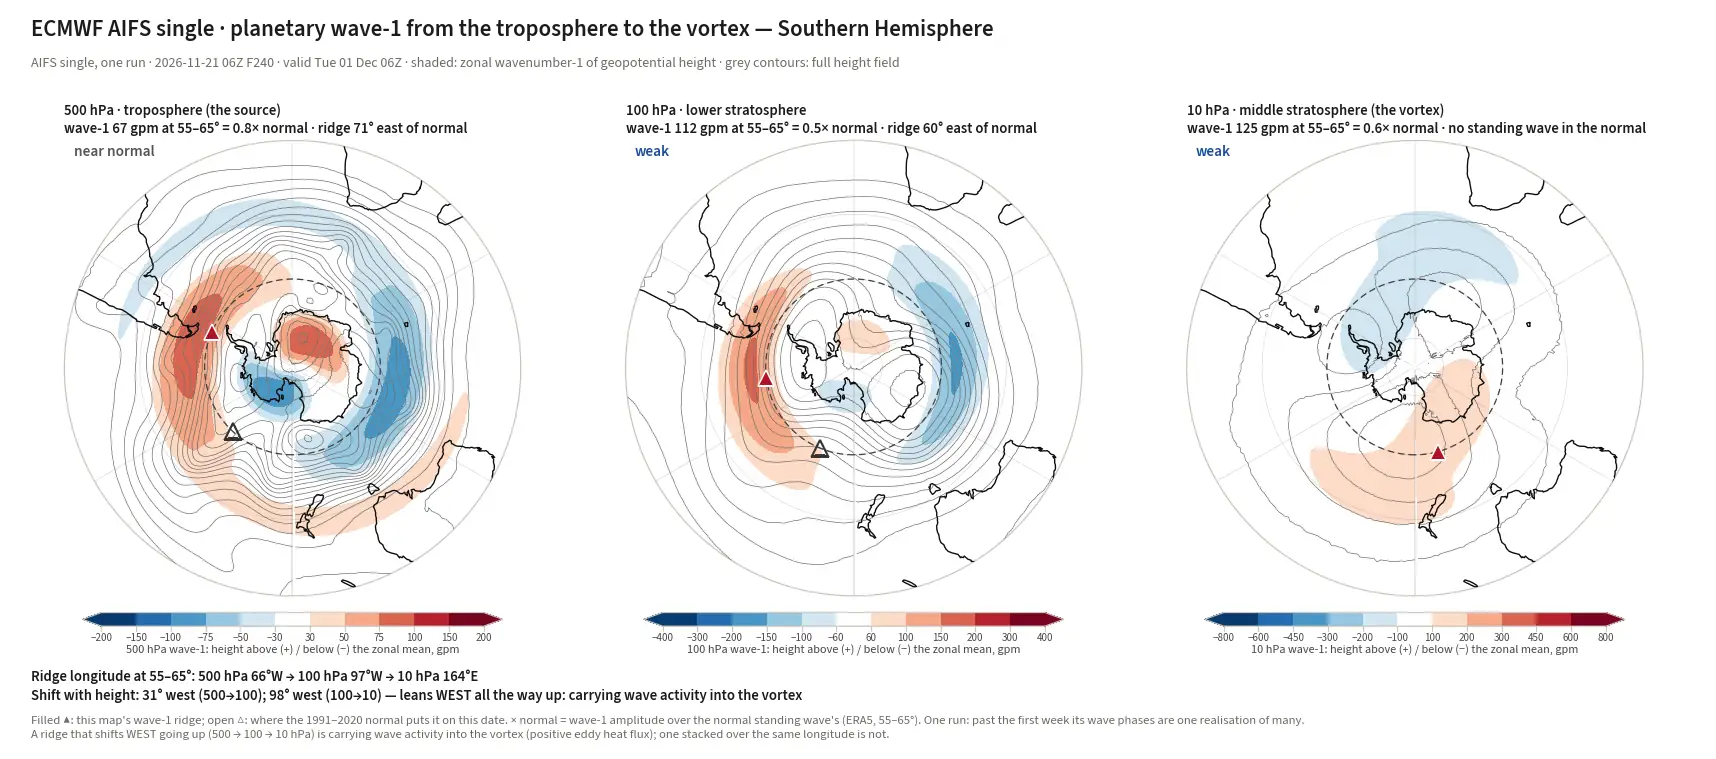 ECMWF AIFS single · planetary wave-1 from the troposphere to the vortex — Southern Hemisphere
AIFS single, one run · 2026-11-21 06Z F240 · valid Tue 01 Dec 06Z · shaded: zonal wavenumber-1 of geopotential height · grey contours: full height field
500 hPa · troposphere (the source)
wave-1 67 gpm at 55–65° = 0.8× normal · ridge 71° east of normal
near normal
100 hPa · lower stratosphere
wave-1 112 gpm at 55–65° = 0.5× normal · ridge 60° east of normal
weak
10 hPa · middle stratosphere (the vortex)
wave-1 125 gpm at 55–65° = 0.6× normal · no standing wave in the normal
weak
−200 −150 −100 −75 −50 −30 30 50 75 100 150 200
500 hPa wave-1: height above (+) / below (−) the zonal mean, gpm
−400 −300 −200 −150 −100 −60 60 100 150 200 300 400
100 hPa wave-1: height above (+) / below (−) the zonal mean, gpm
−800 −600 −450 −300 −200 −100 100 200 300 450 600 800
10 hPa wave-1: height above (+) / below (−) the zonal mean, gpm
Ridge longitude at 55–65°: 500 hPa 66°W → 100 hPa 97°W → 10 hPa 164°E
Shift with height: 31° west (500→100); 98° west (100→10) — leans WEST all the way up: carrying wave activity into the vortex
Filled ▲: this map's wave-1 ridge; open △: where the 1991–2020 normal puts it on this date. × normal = wave-1 amplitude over the normal standing wave's (ERA5, 55–65°). One run: past the first week its wave phases are one realisation of many.
A ridge that shifts WEST going up (500 → 100 → 10 hPa) is carrying wave activity into the vortex (positive eddy heat flux); one stacked over the same longitude is not.